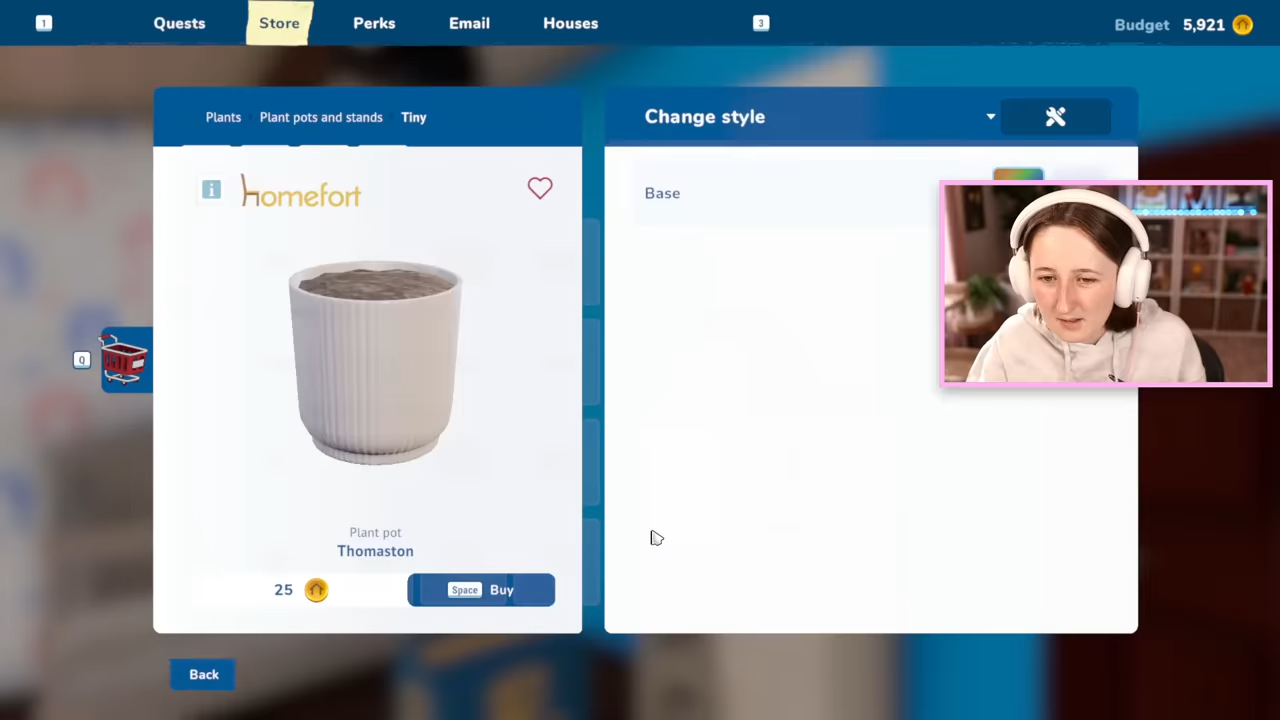 1 Quests Store Perks Email Houses 3 Budget 5,921
Plants Plant pots and stands Tiny
Change style
i homefort
Base
Q
Plant pot
Thomaston
25 Space Buy
Back